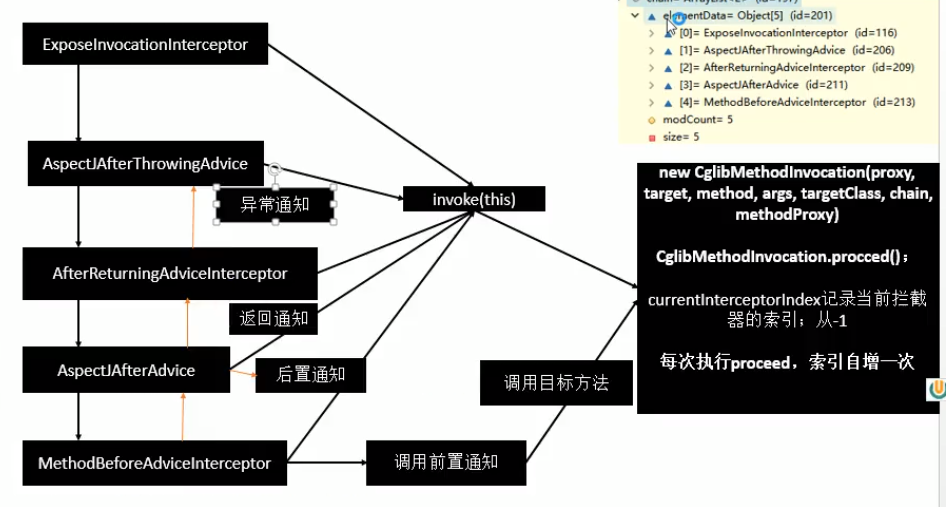 ExposeInvocationInterceptor
AspectJAfterThrowingAdvice
异常通知
AfterReturningAdviceInterceptor
返回通知
AspectJAfterAdvice
后置通知
MethodBeforeAdviceInterceptor
调用前置通知
调用目标方法
invoke(this)
elementData= Object[5] (id=201)
[0]= ExposeInvocationInterceptor (id=116)
[1]= AspectJAfterThrowingAdvice (id=206)
[2]= AfterReturningAdviceInterceptor (id=209)
[3]= AspectJAfterAdvice (id=211)
[4]= MethodBeforeAdviceInterceptor (id=213)
modCount= 5
size= 5
new CglibMethodInvocation(proxy,
target, method, args, targetClass, chain,
methodProxy)
CglibMethodInvocation.procced()；
currentInterceptorIndex记录当前拦截
器的索引；从-1
每次执行proceed，索引自增一次